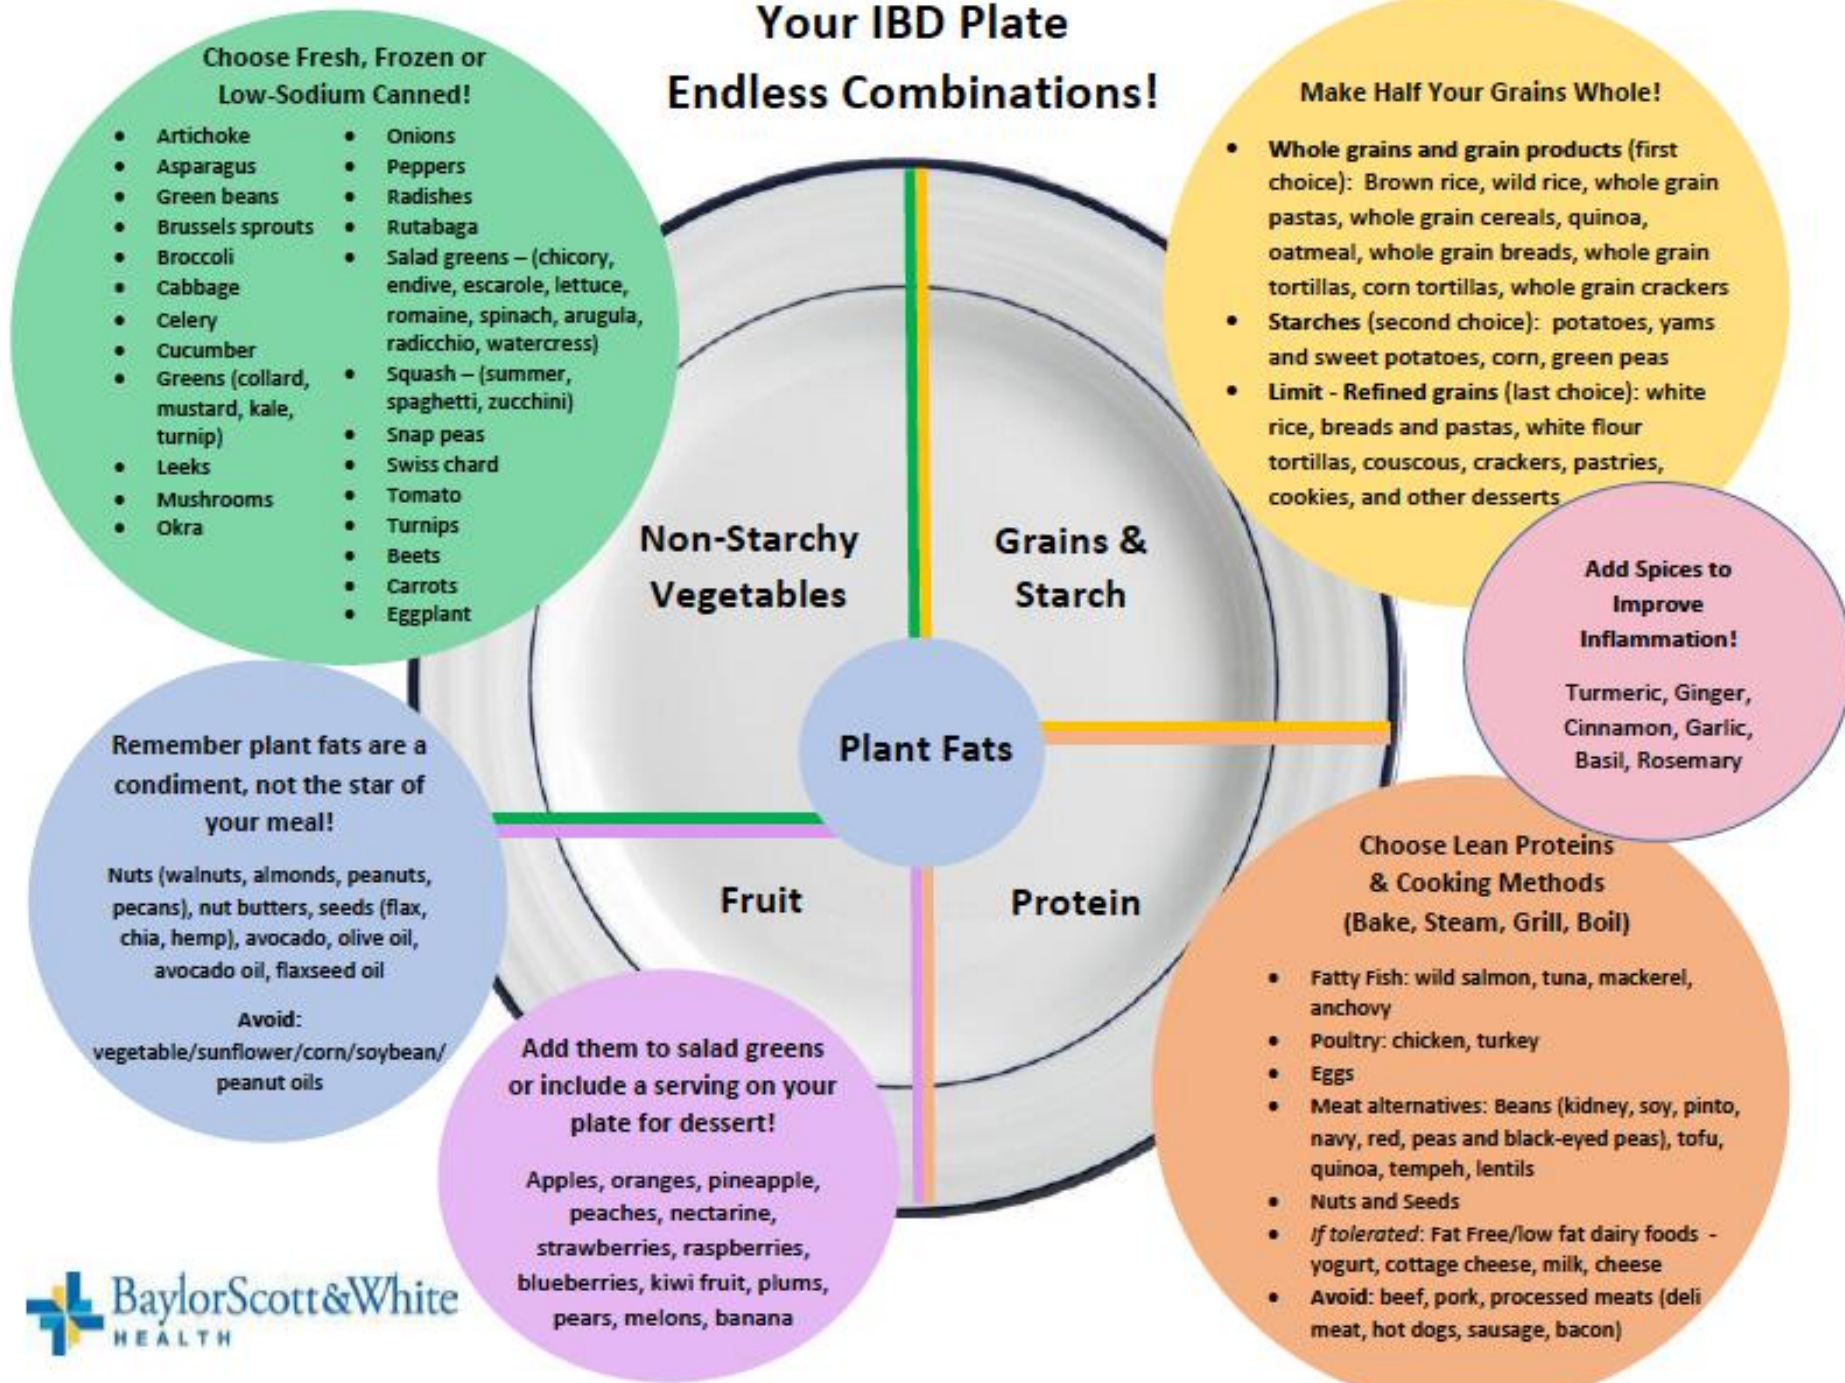 Your IBD Plate
Endless Combinations!
Choose Fresh, Frozen or
Low-Sodium Canned!
• Artichoke
• Asparagus
• Green beans
• Brussels sprouts
• Broccoli
• Cabbage
• Celery
• Cucumber
• Greens (collard,
mustard, kale,
turnip)
• Leeks
• Mushrooms
• Okra
• Onions
• Peppers
• Radishes
• Rutabaga
• Salad greens – (chicory,
endive, escarole, lettuce,
romaine, spinach, arugula,
radicchio, watercress)
• Squash – (summer,
spaghetti, zucchini)
• Snap peas
• Swiss chard
• Tomato
• Turnips
• Beets
• Carrots
• Eggplant
Make Half Your Grains Whole!
• Whole grains and grain products (first
choice): Brown rice, wild rice, whole grain
pastas, whole grain cereals, quinoa,
oatmeal, whole grain breads, whole grain
tortillas, corn tortillas, whole grain crackers
• Starches (second choice): potatoes, yams
and sweet potatoes, corn, green peas
• Limit - Refined grains (last choice): white
rice, breads and pastas, white flour
tortillas, couscous, crackers, pastries,
cookies, and other desserts
Non-Starchy
Vegetables
Grains &
Starch
Plant Fats
Fruit
Protein
Add Spices to
Improve
Inflammation!
Turmeric, Ginger,
Cinnamon, Garlic,
Basil, Rosemary
Remember plant fats are a
condiment, not the star of
your meal!
Nuts (walnuts, almonds, peanuts,
pecans), nut butters, seeds (flax,
chia, hemp), avocado, olive oil,
avocado oil, flaxseed oil
Avoid:
vegetable/sunflower/corn/soybean/
peanut oils
Add them to salad greens
or include a serving on your
plate for dessert!
Apples, oranges, pineapple,
peaches, nectarine,
strawberries, raspberries,
blueberries, kiwi fruit, plums,
pears, melons, banana
Choose Lean Proteins
& Cooking Methods
(Bake, Steam, Grill, Boil)
• Fatty Fish: wild salmon, tuna, mackerel,
anchovy
• Poultry: chicken, turkey
• Eggs
• Meat alternatives: Beans (kidney, soy, pinto,
navy, red, peas and black-eyed peas), tofu,
quinoa, tempeh, lentils
• Nuts and Seeds
• If tolerated: Fat Free/low fat dairy foods -
yogurt, cottage cheese, milk, cheese
• Avoid: beef, pork, processed meats (deli
meat, hot dogs, sausage, bacon)
BaylorScott&White
HEALTH